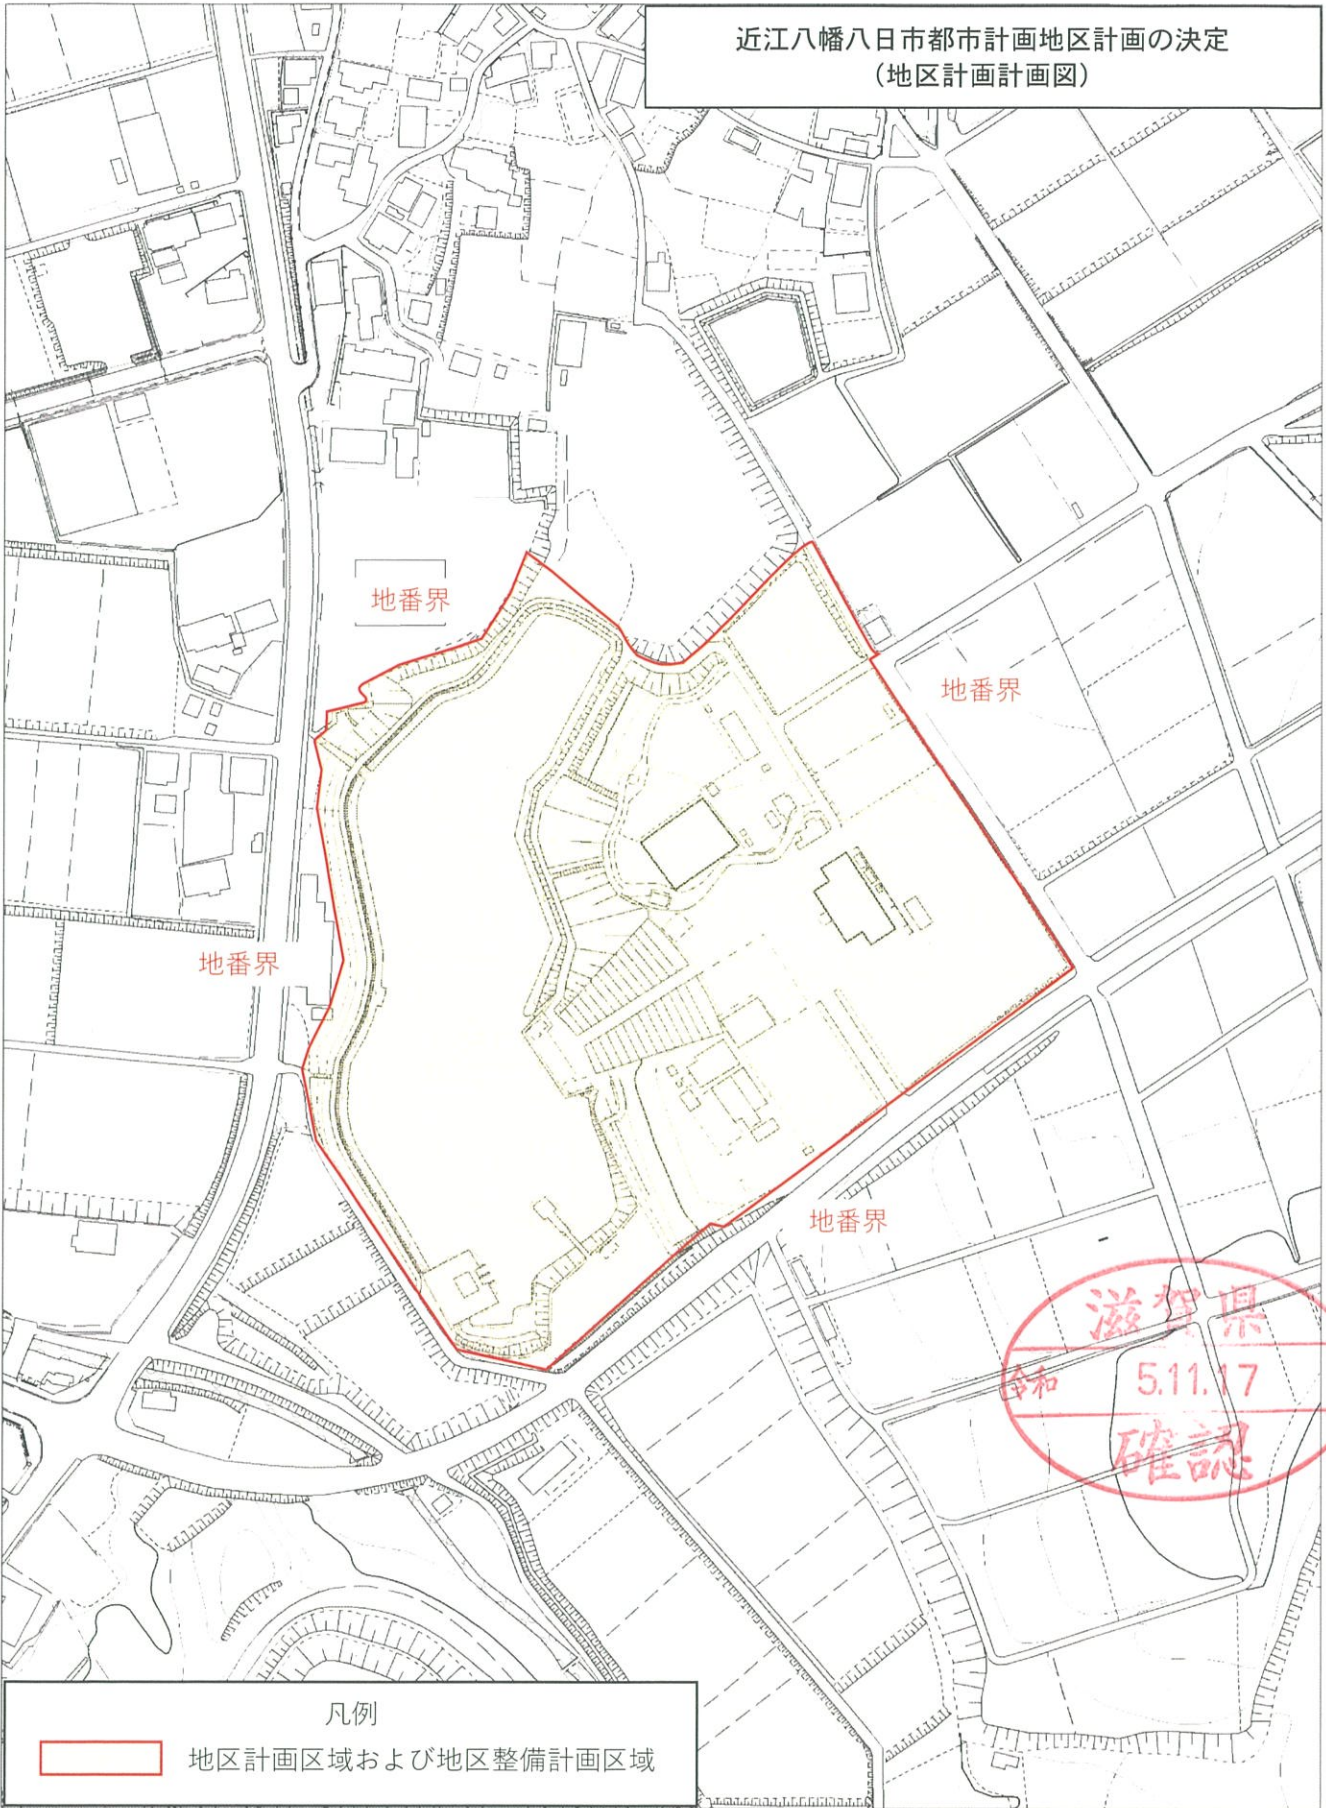 近江八幡八日市都市計画地区計画の決定
(地区計画計画図)
地番界
地番界
地番界
地番界
滋賀県
令和 5.11.17
確認
凡例
地区計画区域および地区整備計画区域